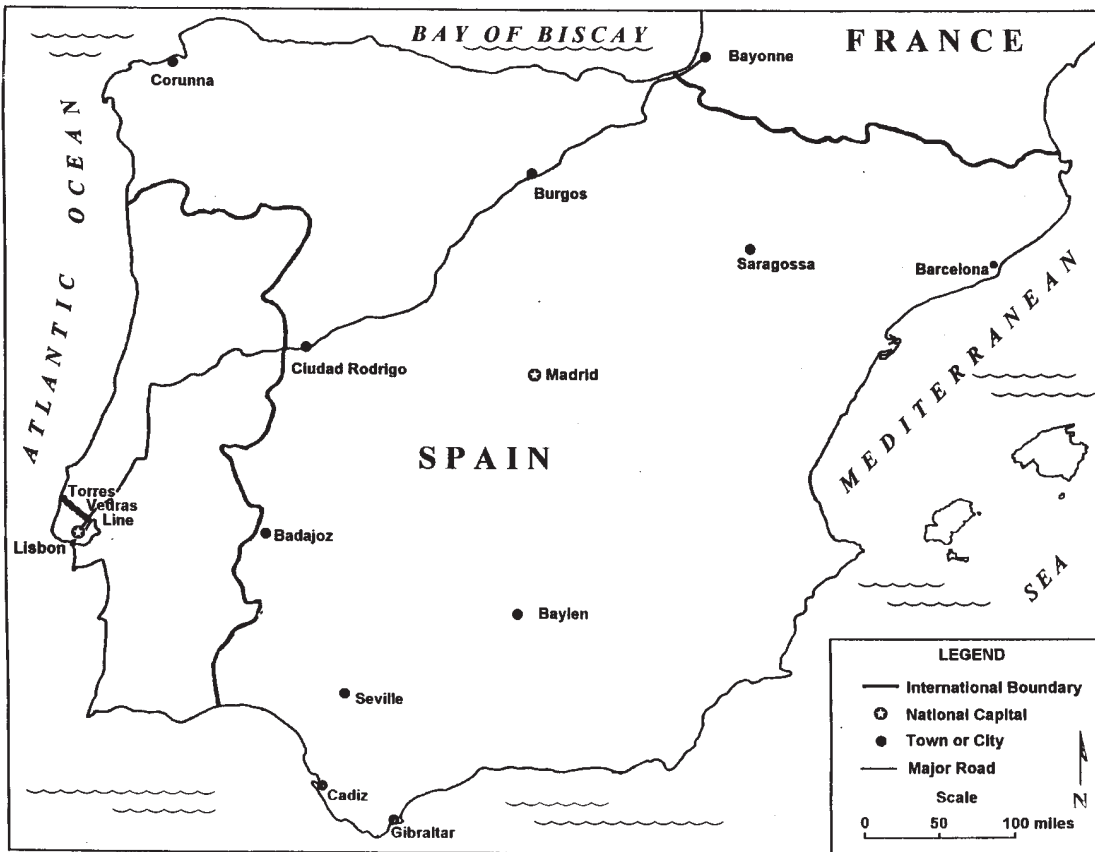 BAY OF BISCAY
FRANCE
Bayonne
Corunna
ATLANTIC OCEAN
Burgos
Saragossa
Barcelona
Ciudad Rodrigo
Madrid
MEDITERRANEAN
SEA
SPAIN
Torres
Vedras
Line
Lisbon
Badajoz
Baylen
Seville
Cadiz
Gibraltar
LEGEND
International Boundary
National Capital
Town or City
Major Road
Scale
0 50 100 miles
N